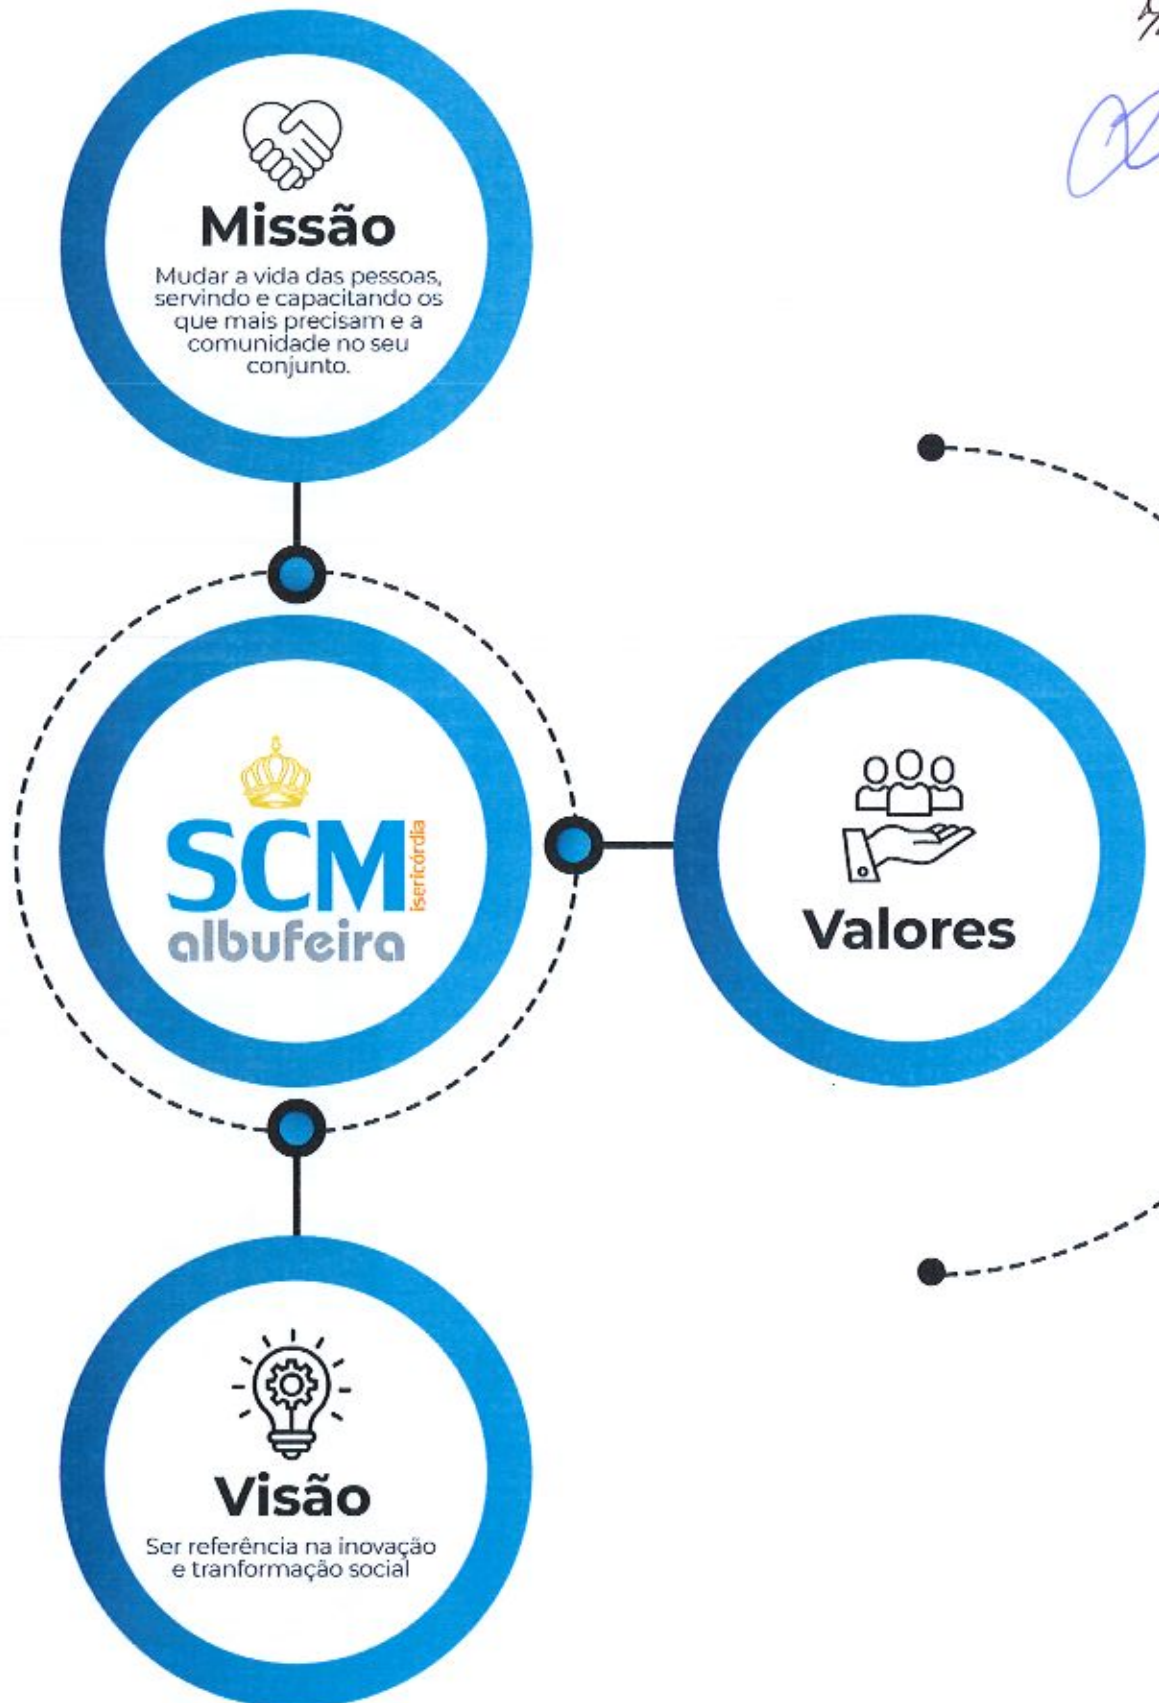 Missão
Mudar a vida das pessoas,
servindo e capacitando os
que mais precisam e a
comunidade no seu
conjunto.
SCM
isericórdia
albufeira
Valores
Visão
Ser referência na inovação
e tranformação social